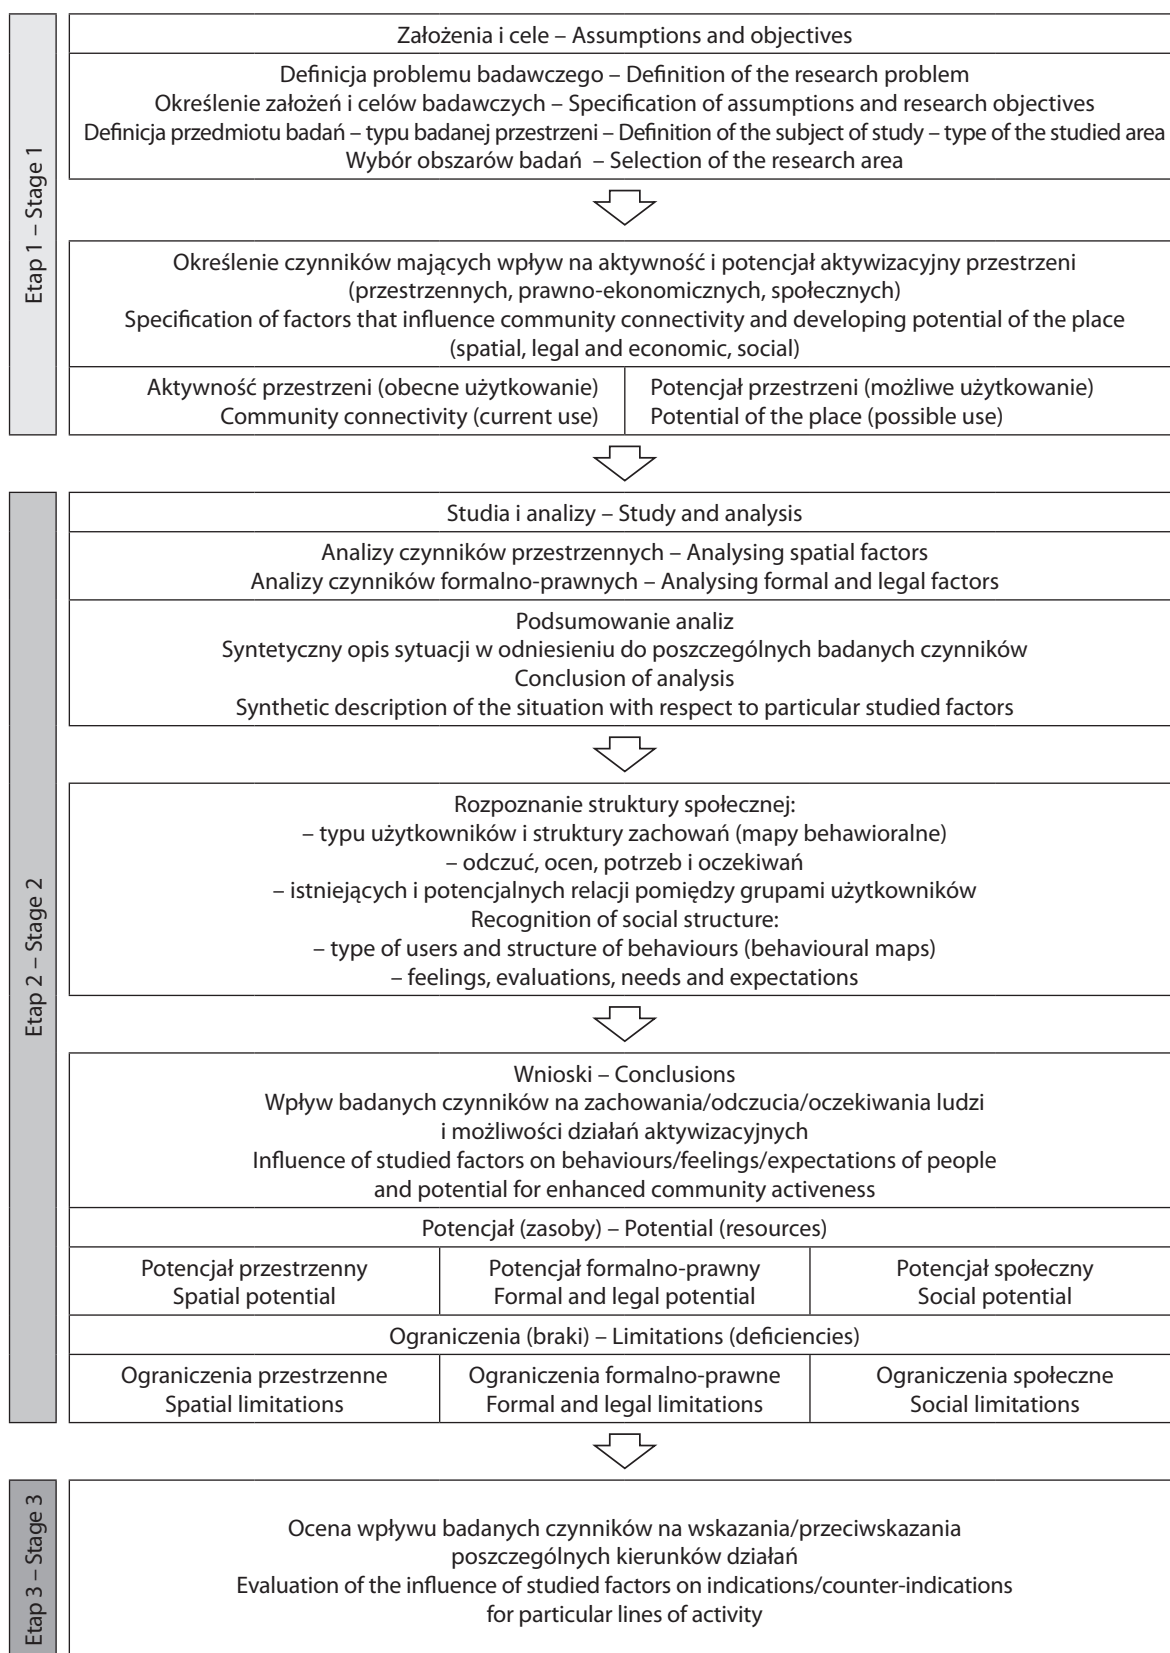 Etap 1 – Stage 1
Założenia i cele – Assumptions and objectives
Definicja problemu badawczego – Definition of the research problem
Określenie założeń i celów badawczych – Specification of assumptions and research objectives
Definicja przedmiotu badań – typu badanej przestrzeni – Definition of the subject of study – type of the studied area
Wybór obszarów badań – Selection of the research area
Określenie czynników mających wpływ na aktywność i potencjał aktywizacyjny przestrzeni
(przestrzennych, prawno-ekonomicznych, społecznych)
Specification of factors that influence community connectivity and developing potential of the place
(spatial, legal and economic, social)
Aktywność przestrzeni (obecne użytkowanie)
Community connectivity (current use)
Potencjał przestrzeni (możliwe użytkowanie)
Potential of the place (possible use)
Etap 2 – Stage 2
Studia i analizy – Study and analysis
Analizy czynników przestrzennych – Analysing spatial factors
Analizy czynników formalno-prawnych – Analysing formal and legal factors
Podsumowanie analiz
Syntetyczny opis sytuacji w odniesieniu do poszczególnych badanych czynników
Conclusion of analysis
Synthetic description of the situation with respect to particular studied factors
Rozpoznanie struktury społecznej:
– typu użytkowników i struktury zachowań (mapy behawioralne)
– odczuć, ocen, potrzeb i oczekiwań
– istniejących i potencjalnych relacji pomiędzy grupami użytkowników
Recognition of social structure:
– type of users and structure of behaviours (behavioural maps)
– feelings, evaluations, needs and expectations
Wnioski – Conclusions
Wpływ badanych czynników na zachowania/odczucia/oczekiwania ludzi
i możliwości działań aktywizacyjnych
Influence of studied factors on behaviours/feelings/expectations of people
and potential for enhanced community activeness
Potencjał (zasoby) – Potential (resources)
Potencjał przestrzenny
Spatial potential
Potencjał formalno-prawny
Formal and legal potential
Potencjał społeczny
Social potential
Ograniczenia (braki) – Limitations (deficiencies)
Ograniczenia przestrzenne
Spatial limitations
Ograniczenia formalno-prawne
Formal and legal limitations
Ograniczenia społeczne
Social limitations
Etap 3 – Stage 3
Ocena wpływu badanych czynników na wskazania/przeciwskazania
poszczególnych kierunków działań
Evaluation of the influence of studied factors on indications/counter-indications
for particular lines of activity